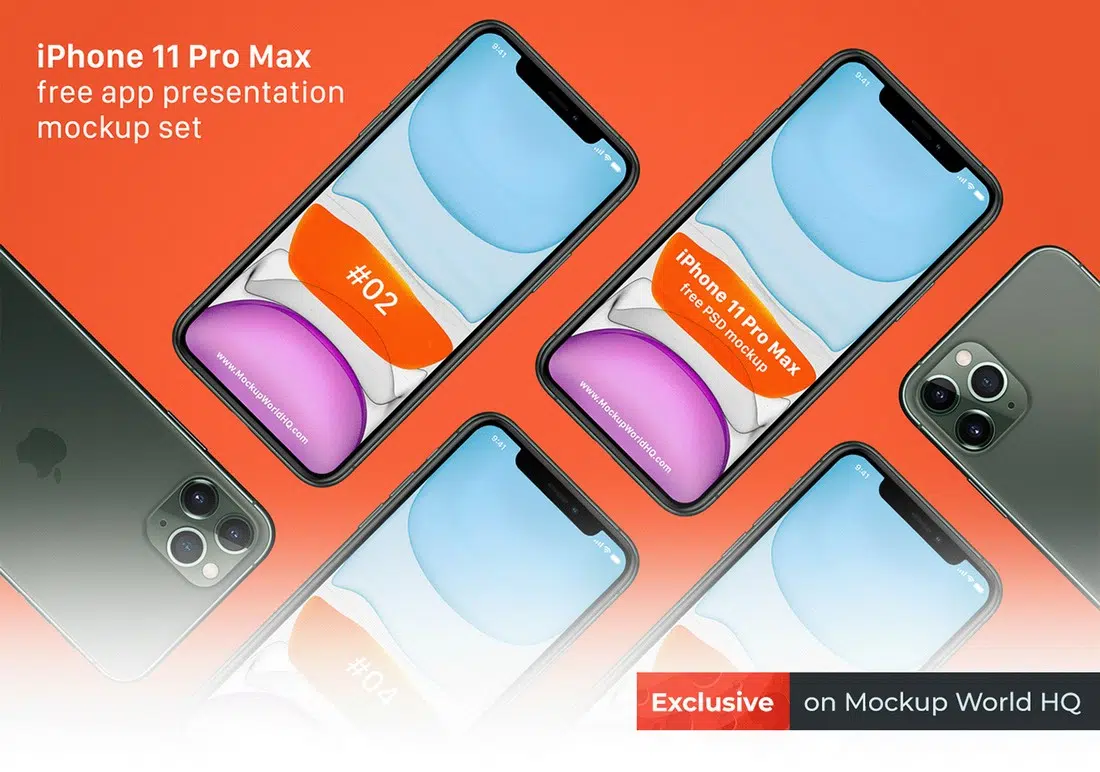 iPhone 11 Pro Max
free app presentation
mockup set
9:41
#02
www.MockupWorldHQ.com
9:41
iPhone 11 Pro Max
free PSD mockup
www.MockupWorldHQ.com
9:41
#04
9:41
Exclusive on Mockup World HQ